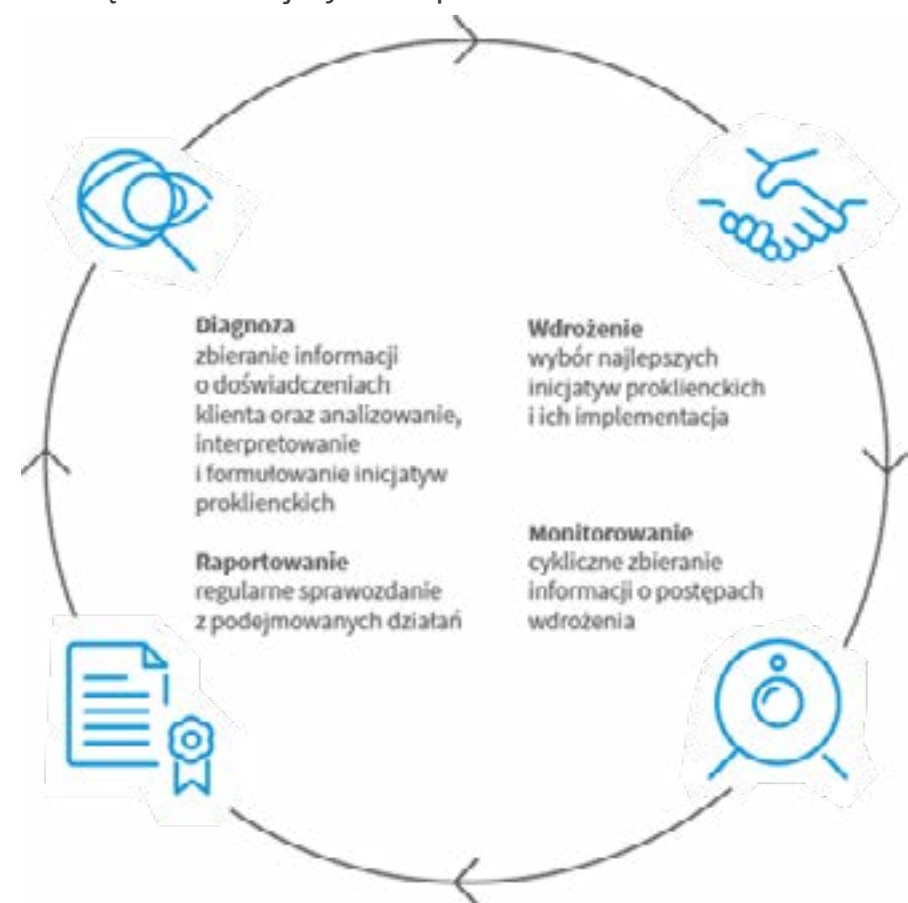 Diagnoza
zbieranie informacji
o doświadczeniach
klienta oraz analizowanie,
interpretowanie
i formułowanie inicjatyw
proklienckich
Wdrożenie
wybór najlepszych
inicjatyw proklienckich
i ich implementacja
Raportowanie
regularne sprawozdanie
z podejmowanych działań
Monitorowanie
cykliczne zbieranie
informacji o postępach
wdrożenia